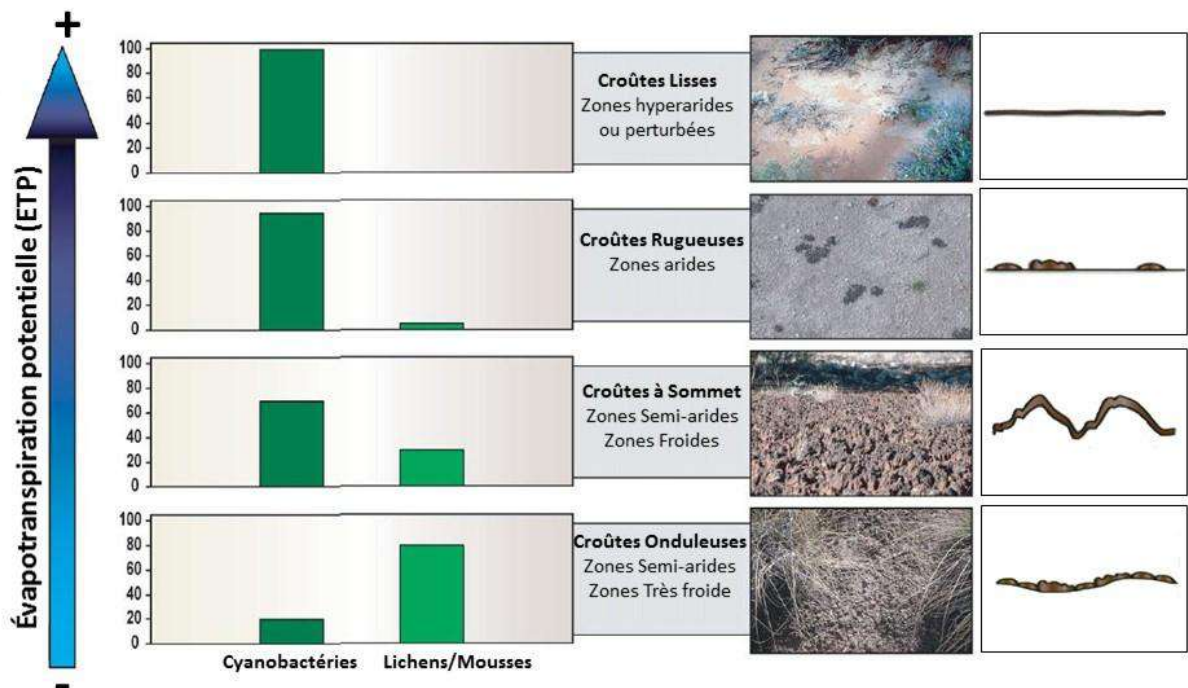 +
Évapotranspiration potentielle (ETP)
-
100
80
60
40
20
0
Croûtes Lisses
Zones hyperarides
ou perturbées
100
80
60
40
20
0
Croûtes Rugueuses
Zones arides
100
80
60
40
20
0
Croûtes à Sommet
Zones Semi-arides
Zones Froides
100
80
60
40
20
0
Croûtes Onduleuses
Zones Semi-arides
Zones Très froide
Cyanobactéries
Lichens/Mousses